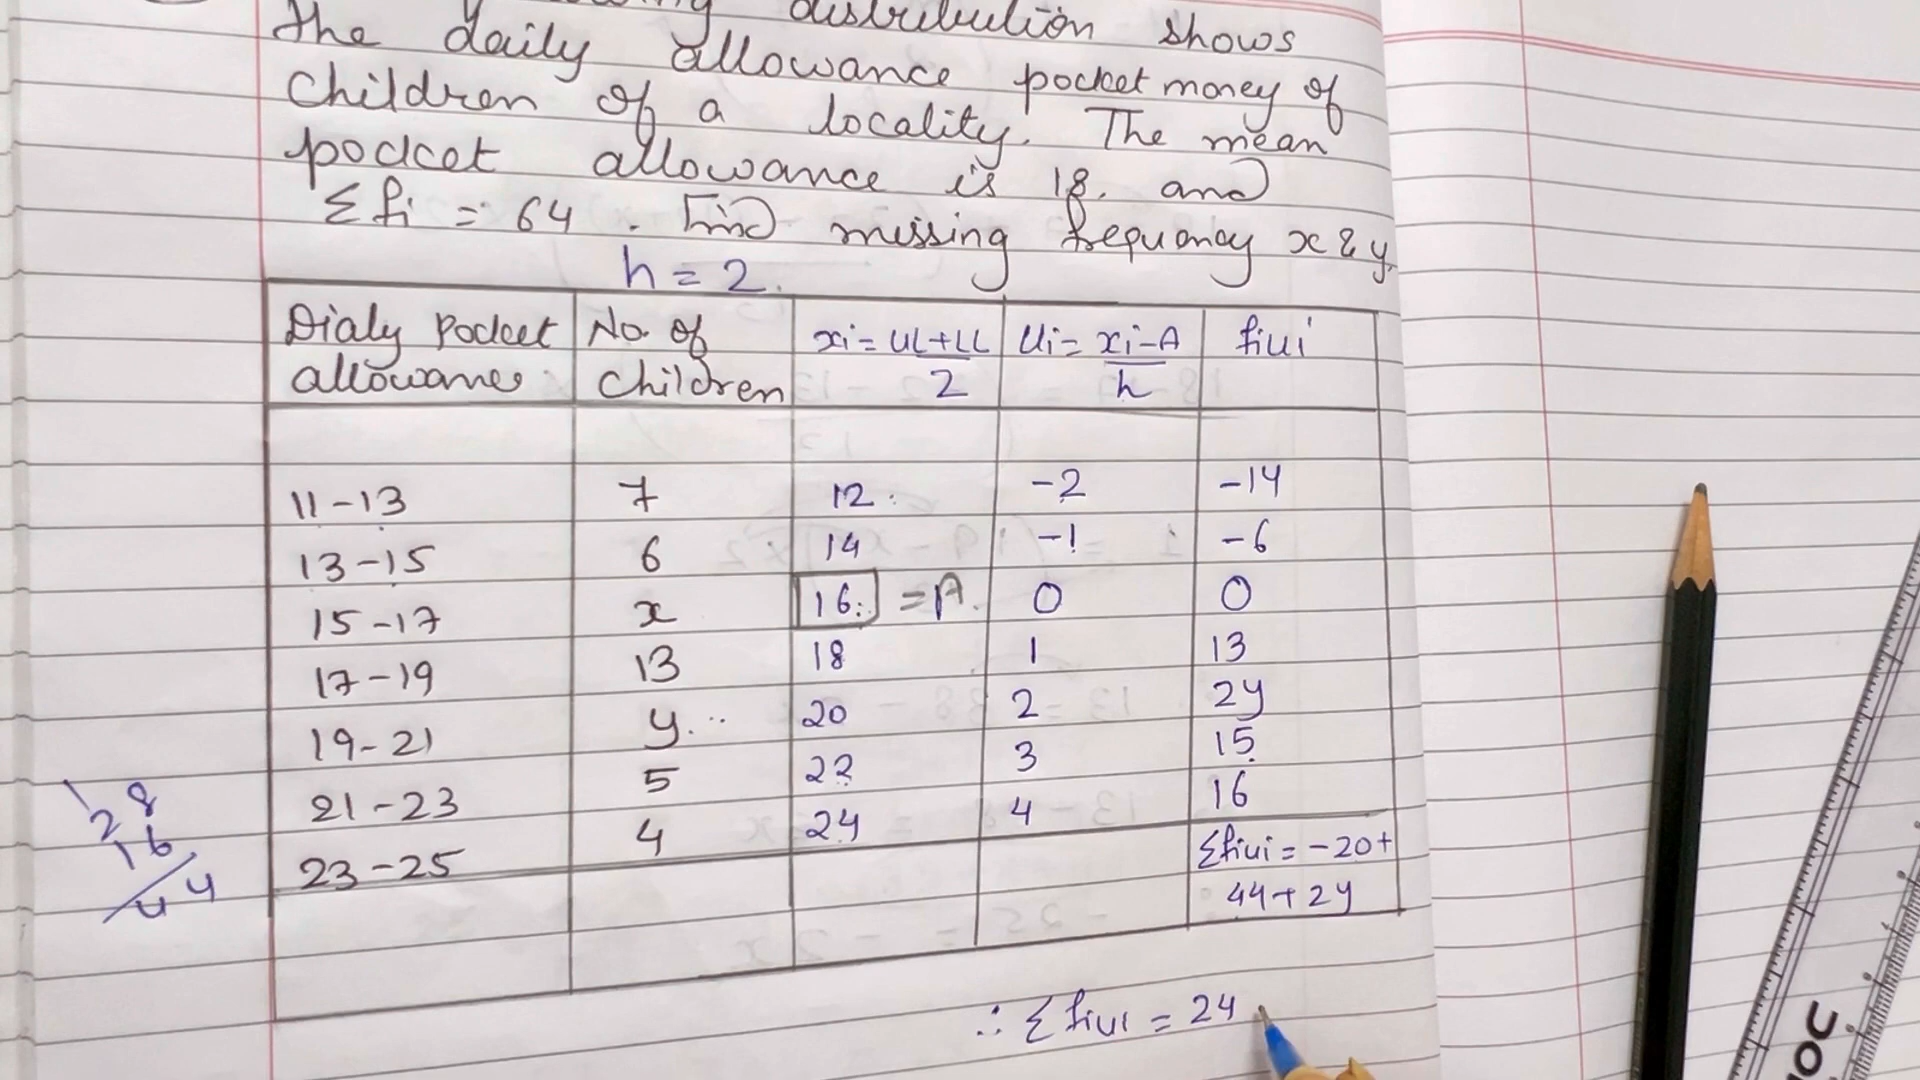 distribution shows
the daily allowance pocket money of
Children of a locality. The mean
pocket allowance is 18. and
Σfi = 64. Find missing frequency x & y.
h = 2.
Dialy Pocket allowance No. of Children xi = UL+LL/2 ui = xi-A/h fiui
11-13 7 12 -2 -14
13-15 6 14 -1 -6
15-17 x 16 = A. 0 0
17-19 13 18 1 13
19-21 y 20 2 2y
21-23 5 22 3 15
23-25 4 24 4 16
Σfiui = -20+
44+2y
28
16
44
∴ Σfiui = 24